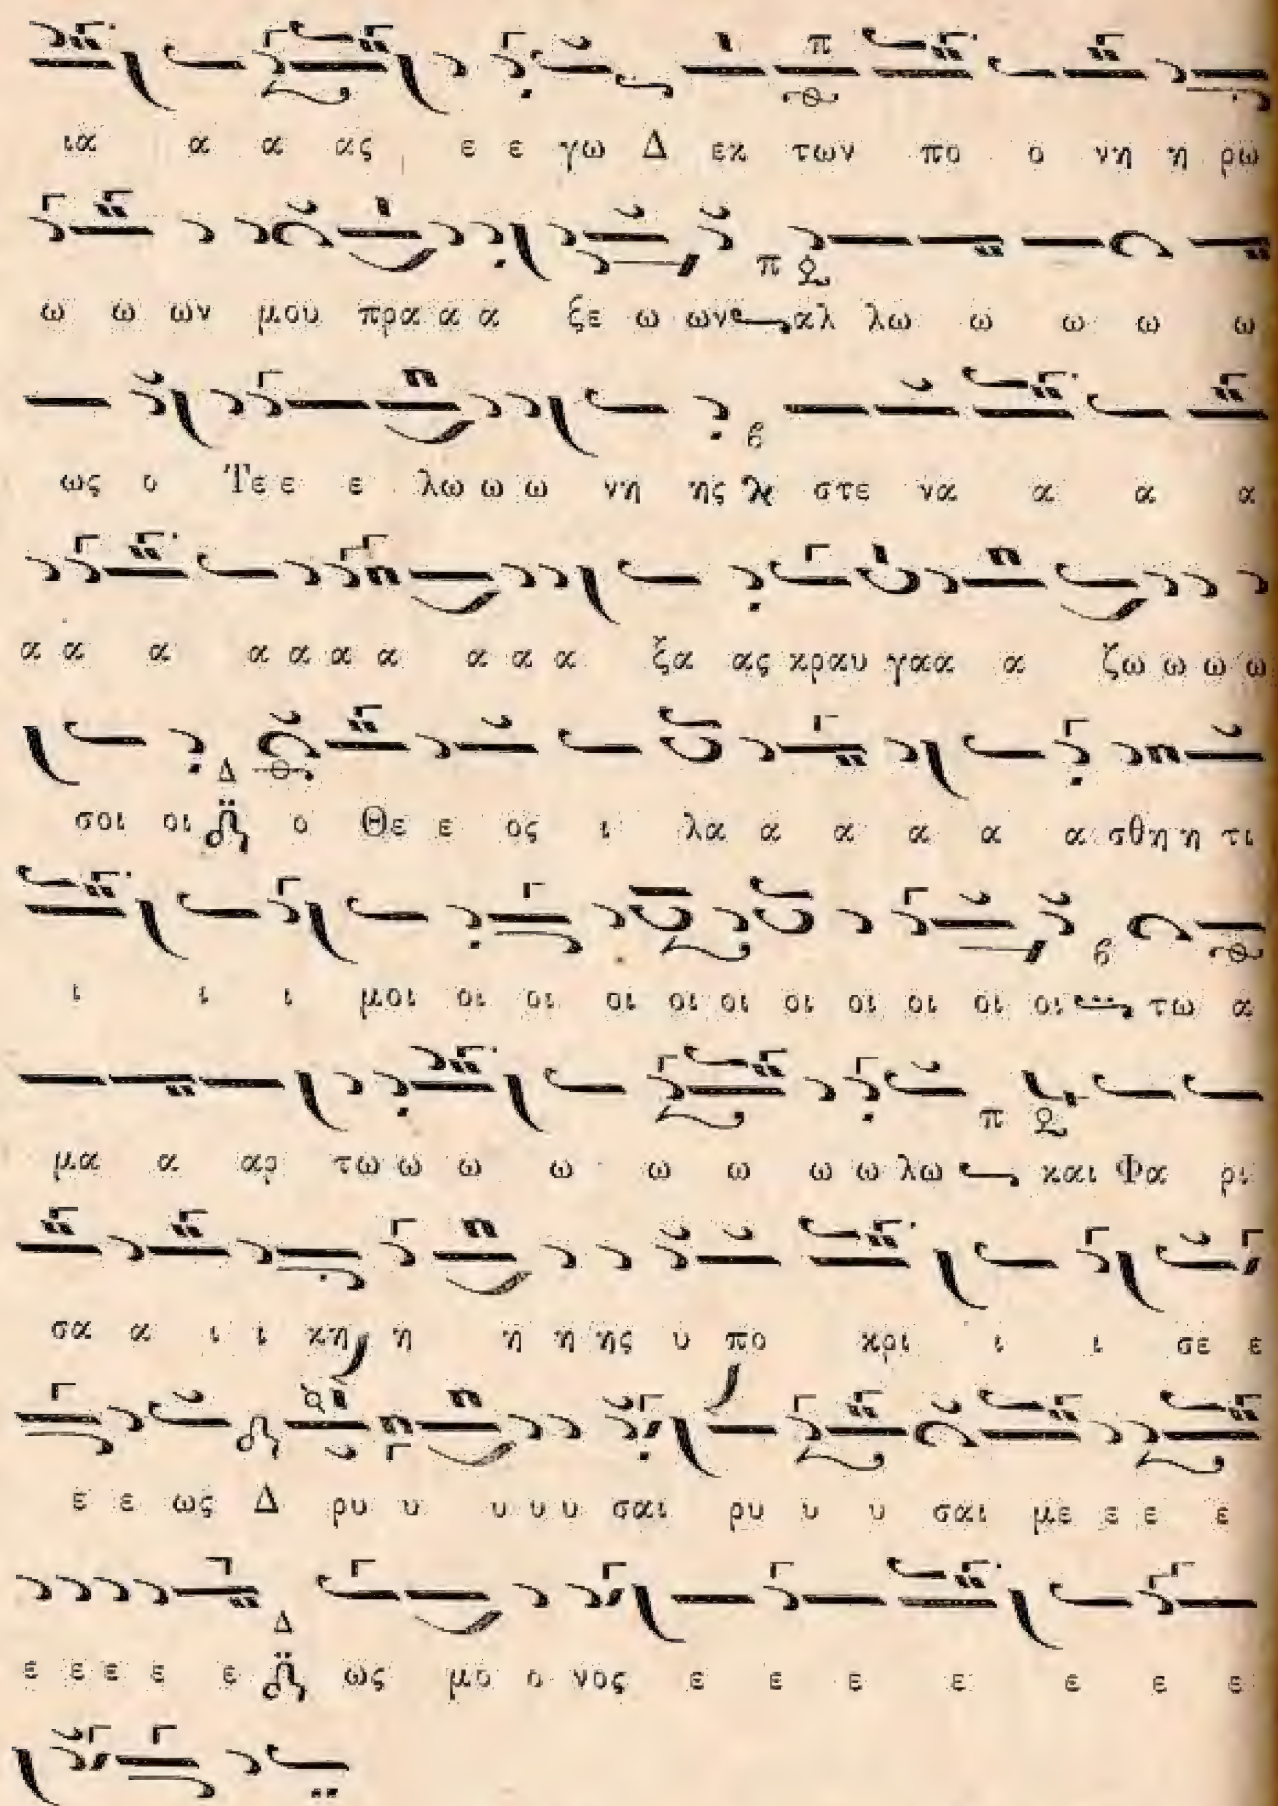 ια α α ας ε ε γω Δ εκ των πο ο νη η ρω
ω ω ων μου πρα α α ξε ω ων αλ λω ω ω ω ω
ως ο Τε ε ε λω ω ω νη ης στε να α α α
α α α α α α α α α α ξα ας κραυ γαα α ζω ω ω ω
σοι οι ο Θε ε ος ι λα α α α α α σθη η τι
ι ι ι μοι οι οι οι οι οι οι οι οι οι οι τω α
μα α αρ τω ω ω ω ω ω ω ω λω και Φα ρι
σα α ι ι κη η η η ης υ πο κρι ι ι σε ε
ε ε ως Δ ρυ υ υ υ υ σαι ρυ υ υ σαι με ε ε ε
ε ε ε ε ε ως μο ο νος ε ε ε ε ε ε ε